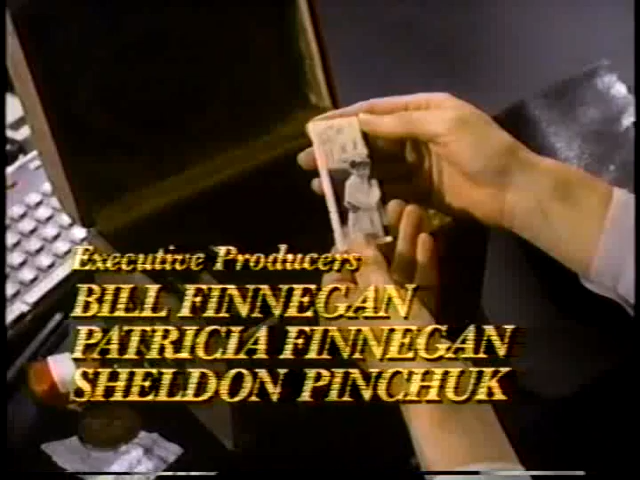 Executive Producers
BILL FINNEGAN
PATRICIA FINNEGAN
SHELDON PINCHUK